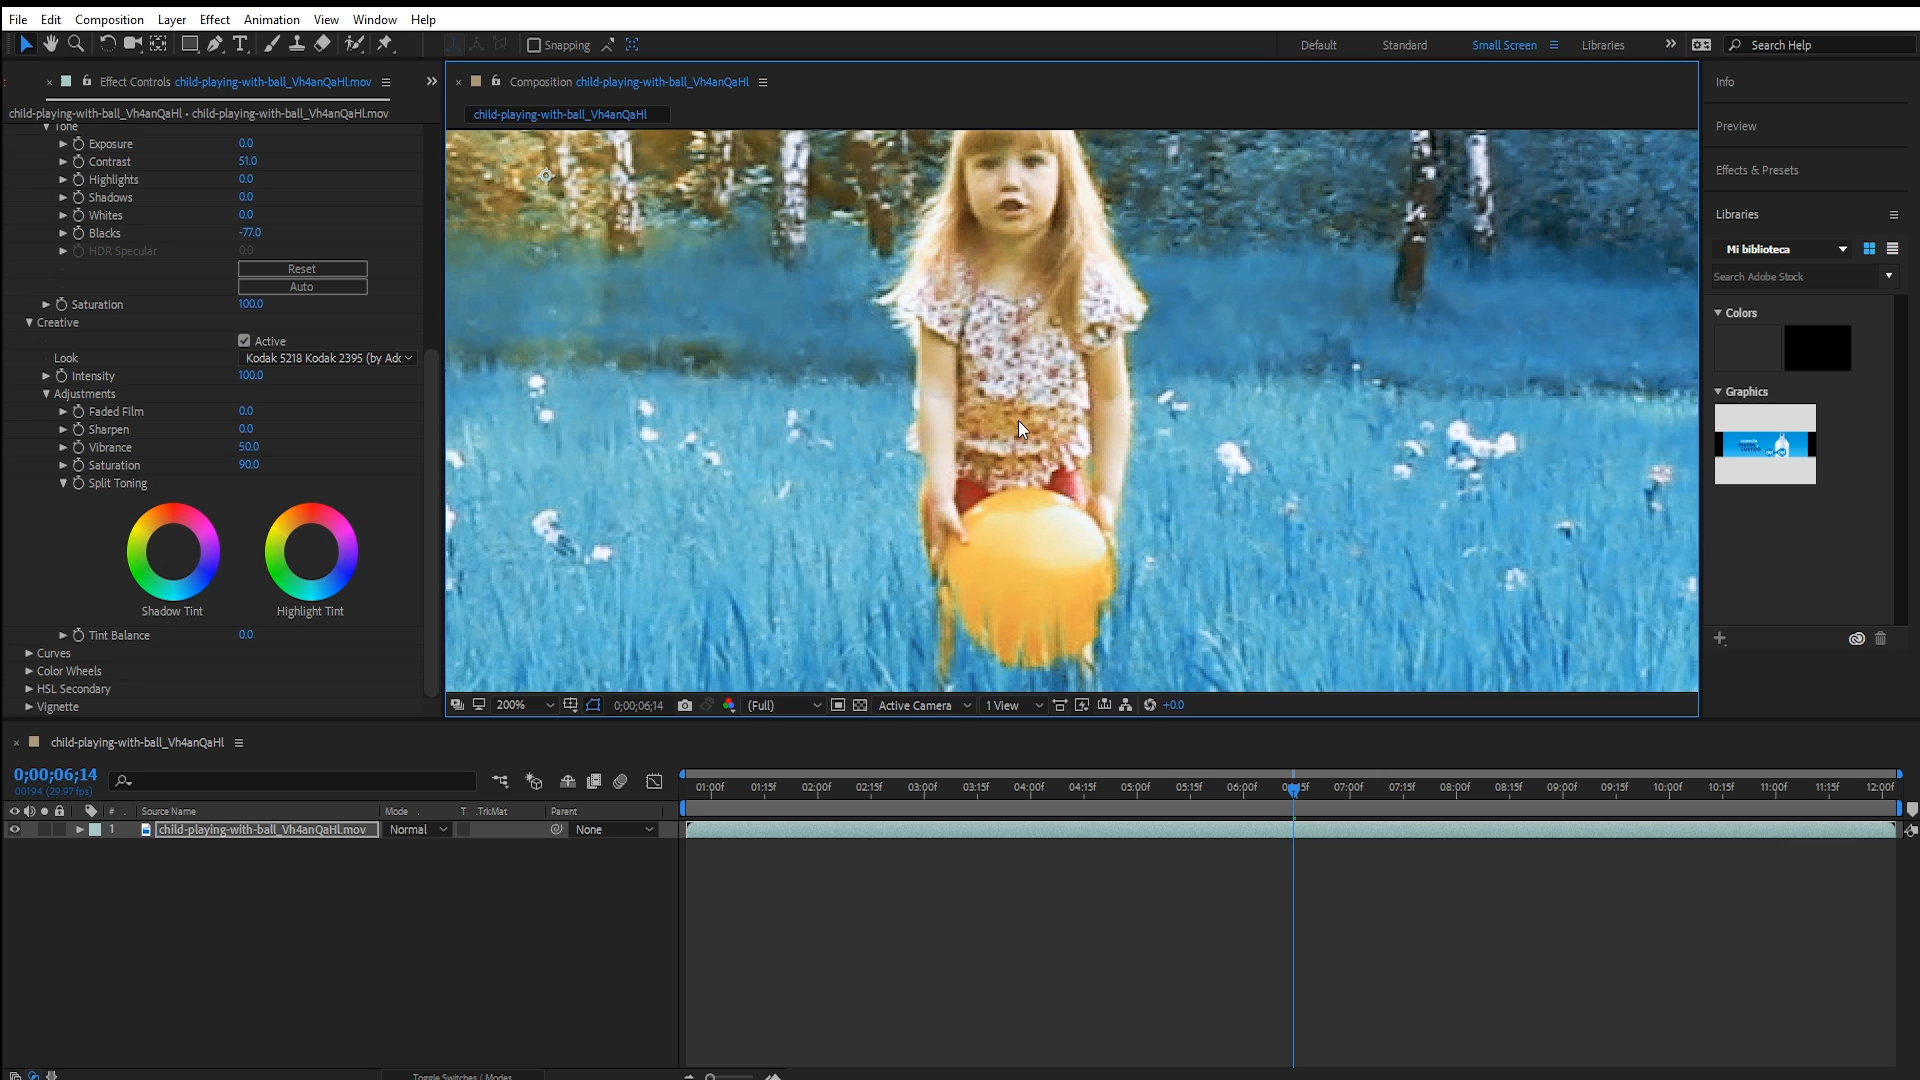 File Edit Composition Layer Effect Animation View Window Help
Snapping Default Standard Small Screen Libraries Search Help
Effect Controls child-playing-with-ball_Vh4anQaHl.mov
Composition child-playing-with-ball_Vh4anQaHl
child-playing-with-ball_Vh4anQaHl • child-playing-with-ball_Vh4anQaHl.mov
child-playing-with-ball_Vh4anQaHl
Tone
Exposure 0.0
Contrast 51.0
Highlights 0.0
Shadows 0.0
Whites 0.0
Blacks -77.0
HDR Specular 0.0
Reset
Auto
Saturation 100.0
Creative
Active
Look Kodak 5218 Kodak 2395 (by Adc
Intensity 100.0
Adjustments
Faded Film 0.0
Sharpen 0.0
Vibrance 50.0
Saturation 90.0
Split Toning
Shadow Tint Highlight Tint
Tint Balance 0.0
Curves
Color Wheels
HSL Secondary
Vignette
200% 0;00;06;14 (Full) Active Camera 1 View +0.0
Info
Preview
Effects & Presets
Libraries
Mi biblioteca
Search Adobe Stock
Colors
Graphics
child-playing-with-ball_Vh4anQaHl
0;00;06;14
00194 (29.97 fps)
01:00f 01:15f 02:00f 02:15f 03:00f 03:15f 04:00f 04:15f 05:00f 05:15f 06:00f 07:00f 07:15f 08:00f 08:15f 09:00f 09:15f 10:00f 10:15f 11:00f 11:15f 12:00f
# Source Name Mode T .TrkMat Parent
1 child-playing-with-ball_Vh4anQaHl.mov Normal None
Toggle Switches / Modes